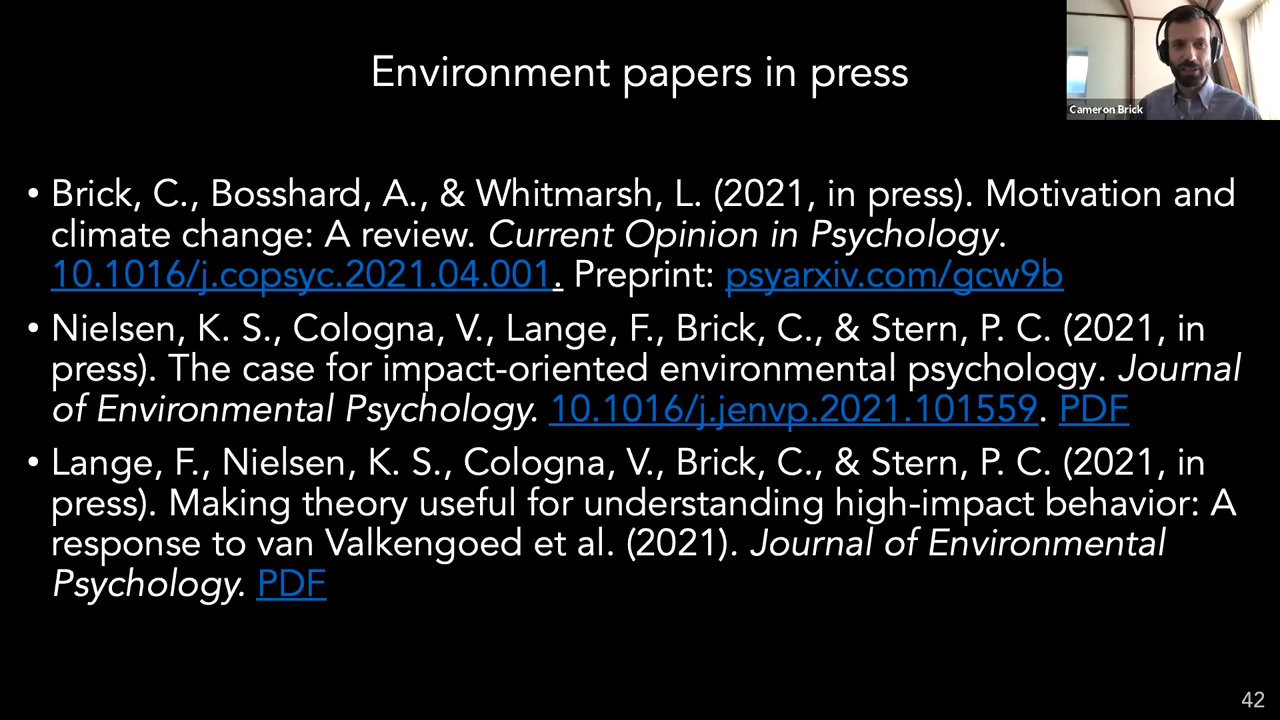 Environment papers in press
Cameron Brick
• Brick, C., Bosshard, A., & Whitmarsh, L. (2021, in press). Motivation and
climate change: A review. Current Opinion in Psychology.
10.1016/j.copsyc.2021.04.001. Preprint: psyarxiv.com/gcw9b
• Nielsen, K. S., Cologna, V., Lange, F., Brick, C., & Stern, P. C. (2021, in
press). The case for impact-oriented environmental psychology. Journal
of Environmental Psychology. 10.1016/j.jenvp.2021.101559. PDF
• Lange, F., Nielsen, K. S., Cologna, V., Brick, C., & Stern, P. C. (2021, in
press). Making theory useful for understanding high-impact behavior: A
response to van Valkengoed et al. (2021). Journal of Environmental
Psychology. PDF
42